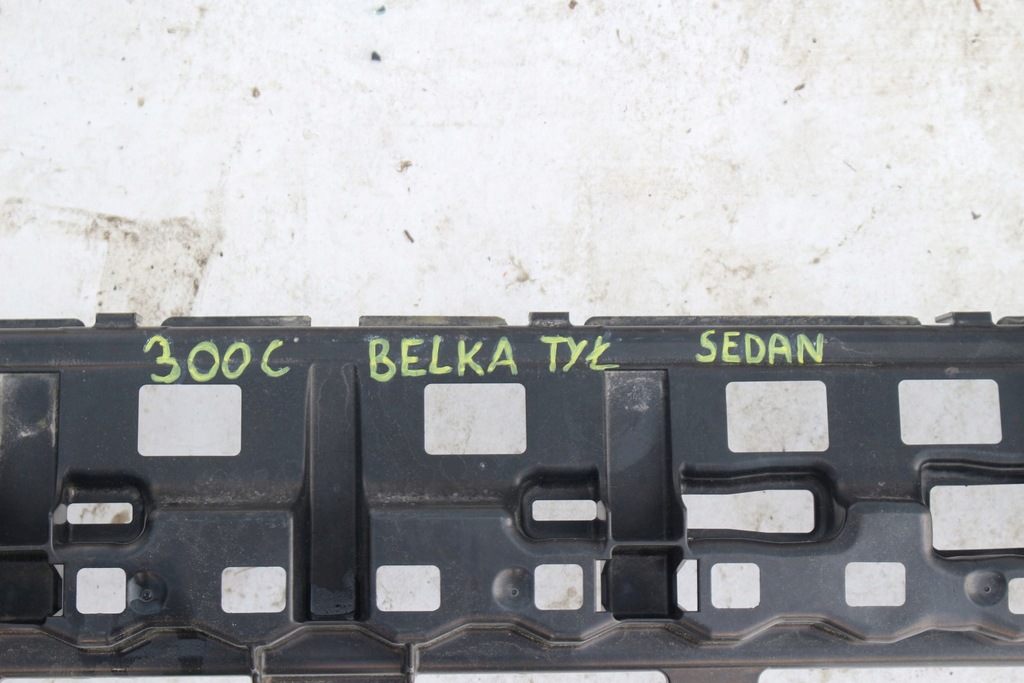 300C BELKA TYŁ SEDAN